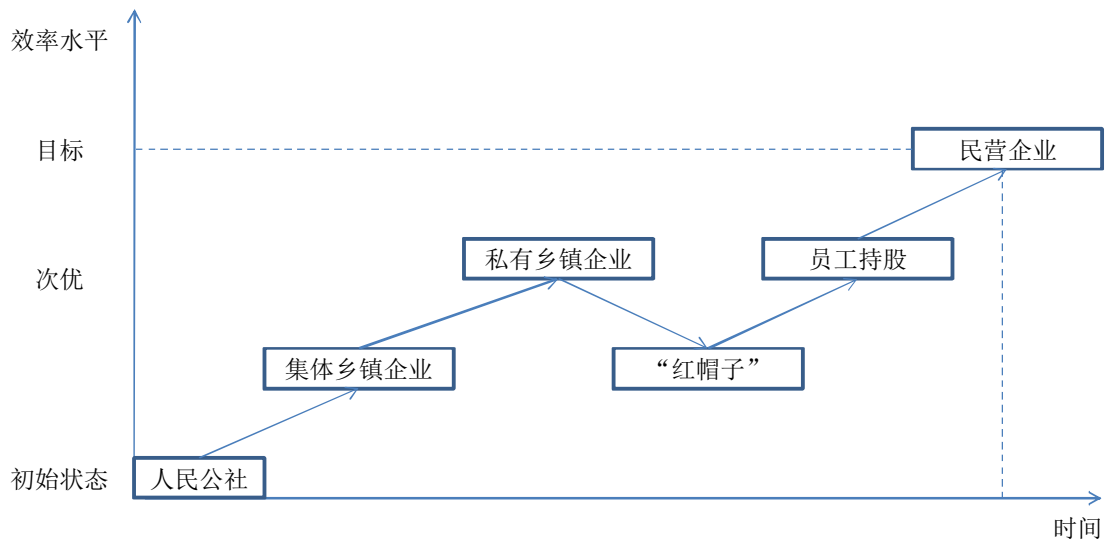 效率水平
目标
民营企业
私有乡镇企业
员工持股
次优
集体乡镇企业
“红帽子”
初始状态
人民公社
时间